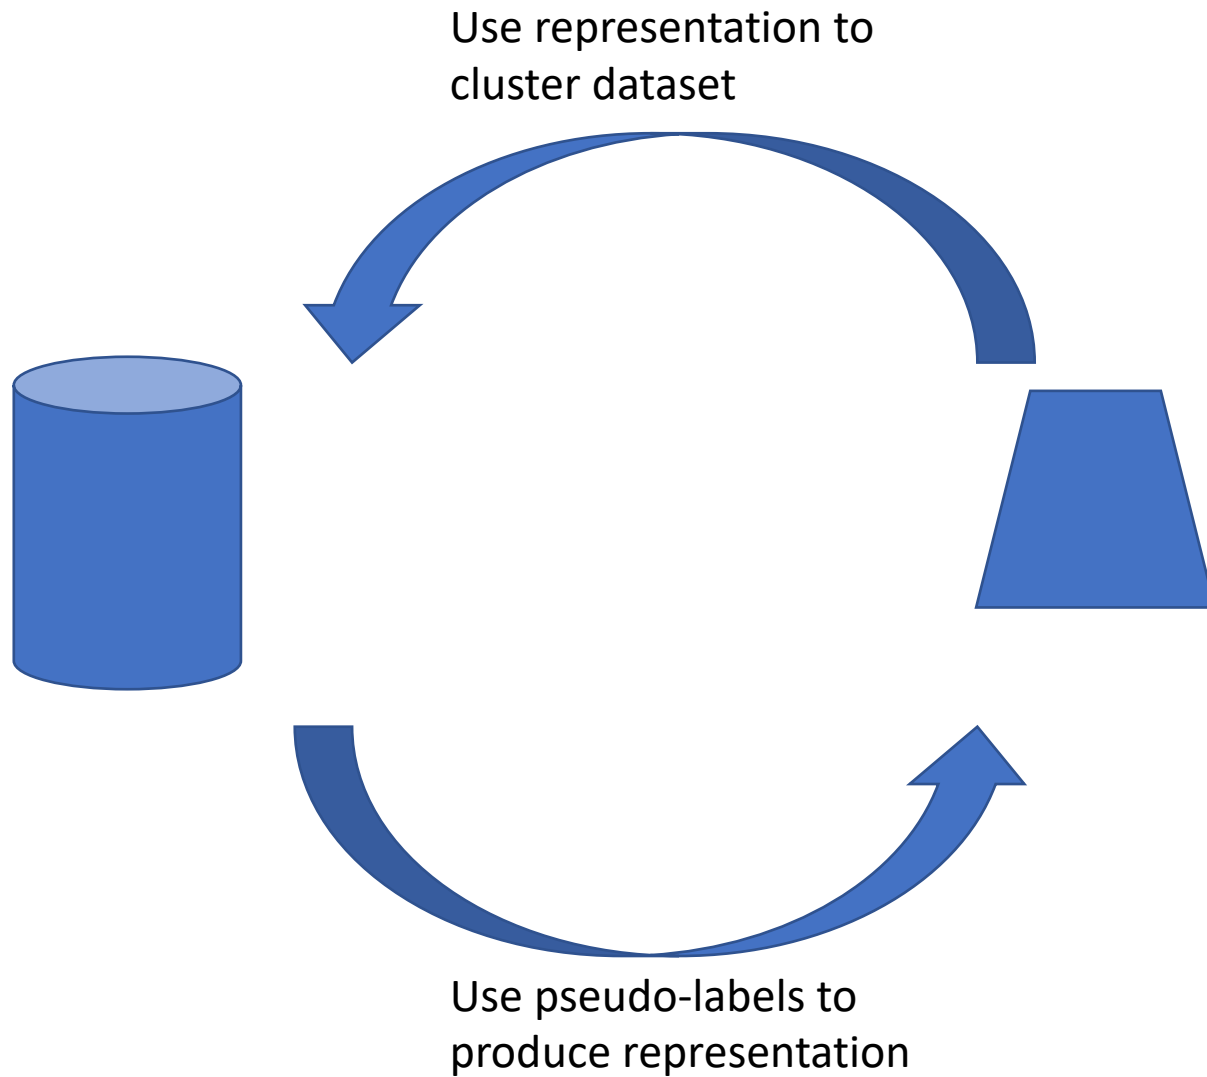 Use representation to
cluster dataset
Use pseudo-labels to
produce representation